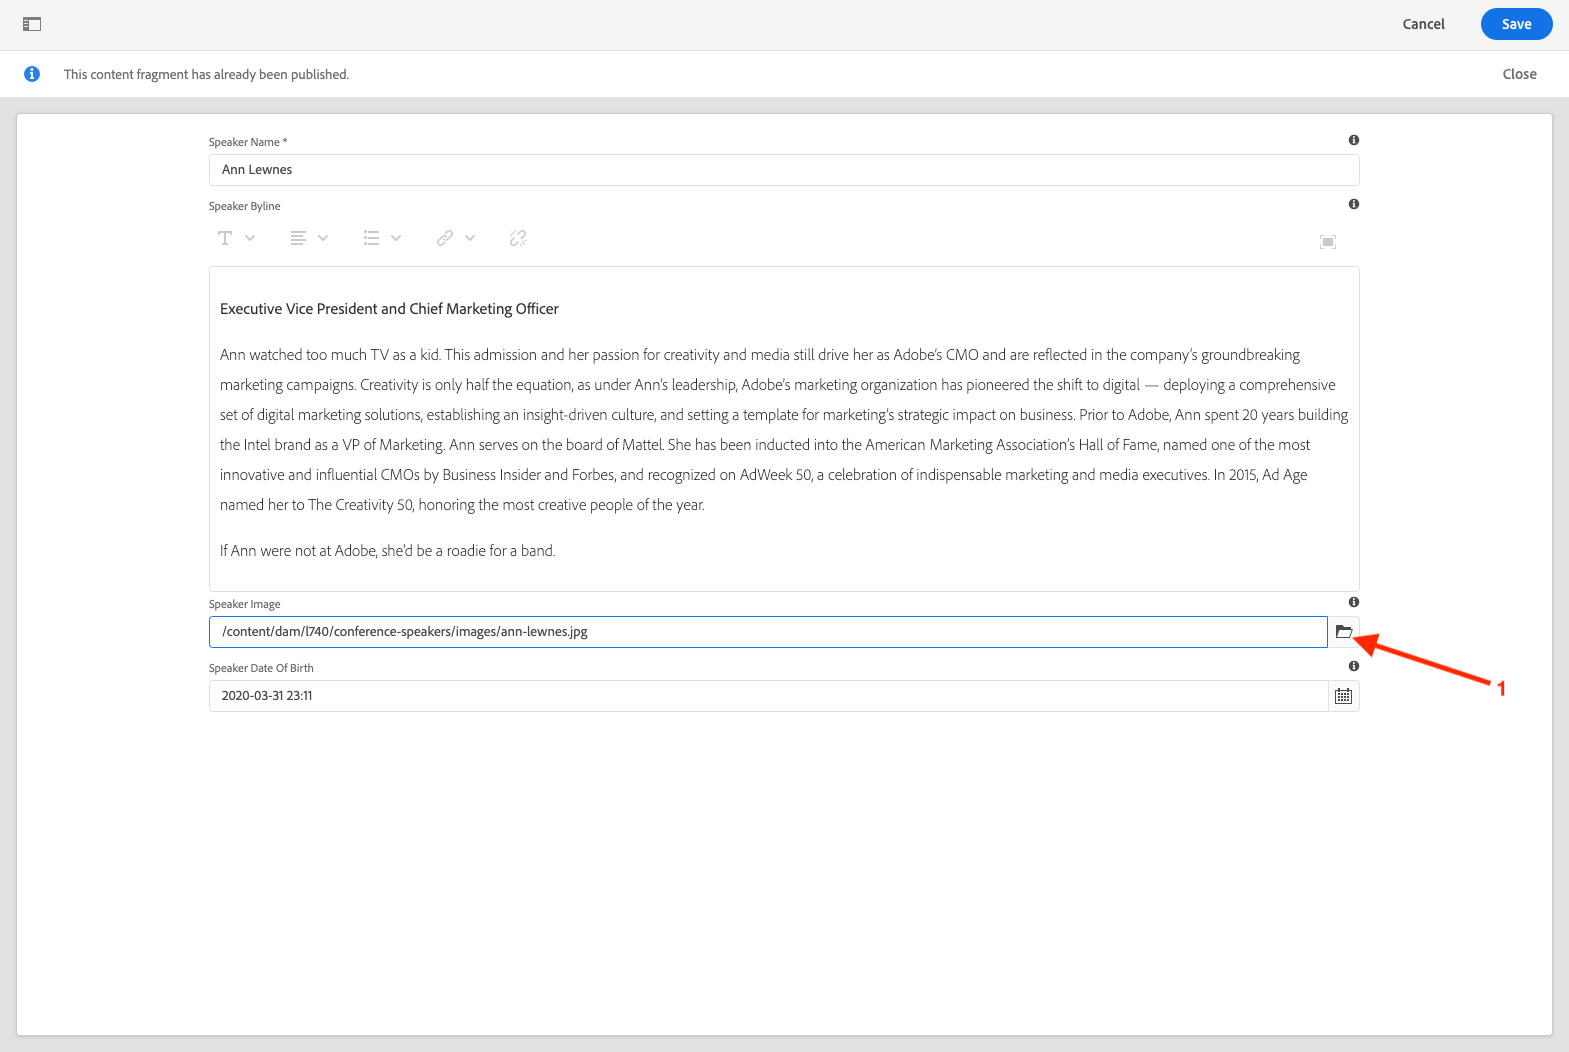 Cancel
Save
This content fragment has already been published.
Close
Speaker Name *
Ann Lewnes
Speaker Byline
Executive Vice President and Chief Marketing Officer
Ann watched too much TV as a kid. This admission and her passion for creativity and media still drive her as Adobe's CMO and are reflected in the company's groundbreaking
marketing campaigns. Creativity is only half the equation, as under Ann's leadership, Adobe's marketing organization has pioneered the shift to digital — deploying a comprehensive
set of digital marketing solutions, establishing an insight-driven culture, and setting a template for marketing's strategic impact on business. Prior to Adobe, Ann spent 20 years building
the Intel brand as a VP of Marketing. Ann serves on the board of Mattel. She has been inducted into the American Marketing Association's Hall of Fame, named one of the most
innovative and influential CMOs by Business Insider and Forbes, and recognized on AdWeek 50, a celebration of indispensable marketing and media executives. In 2015, Ad Age
named her to The Creativity 50, honoring the most creative people of the year.
If Ann were not at Adobe, she'd be a roadie for a band.
Speaker Image
/content/dam/l740/conference-speakers/images/ann-lewnes.jpg
Speaker Date Of Birth
1
2020-03-31 23:11